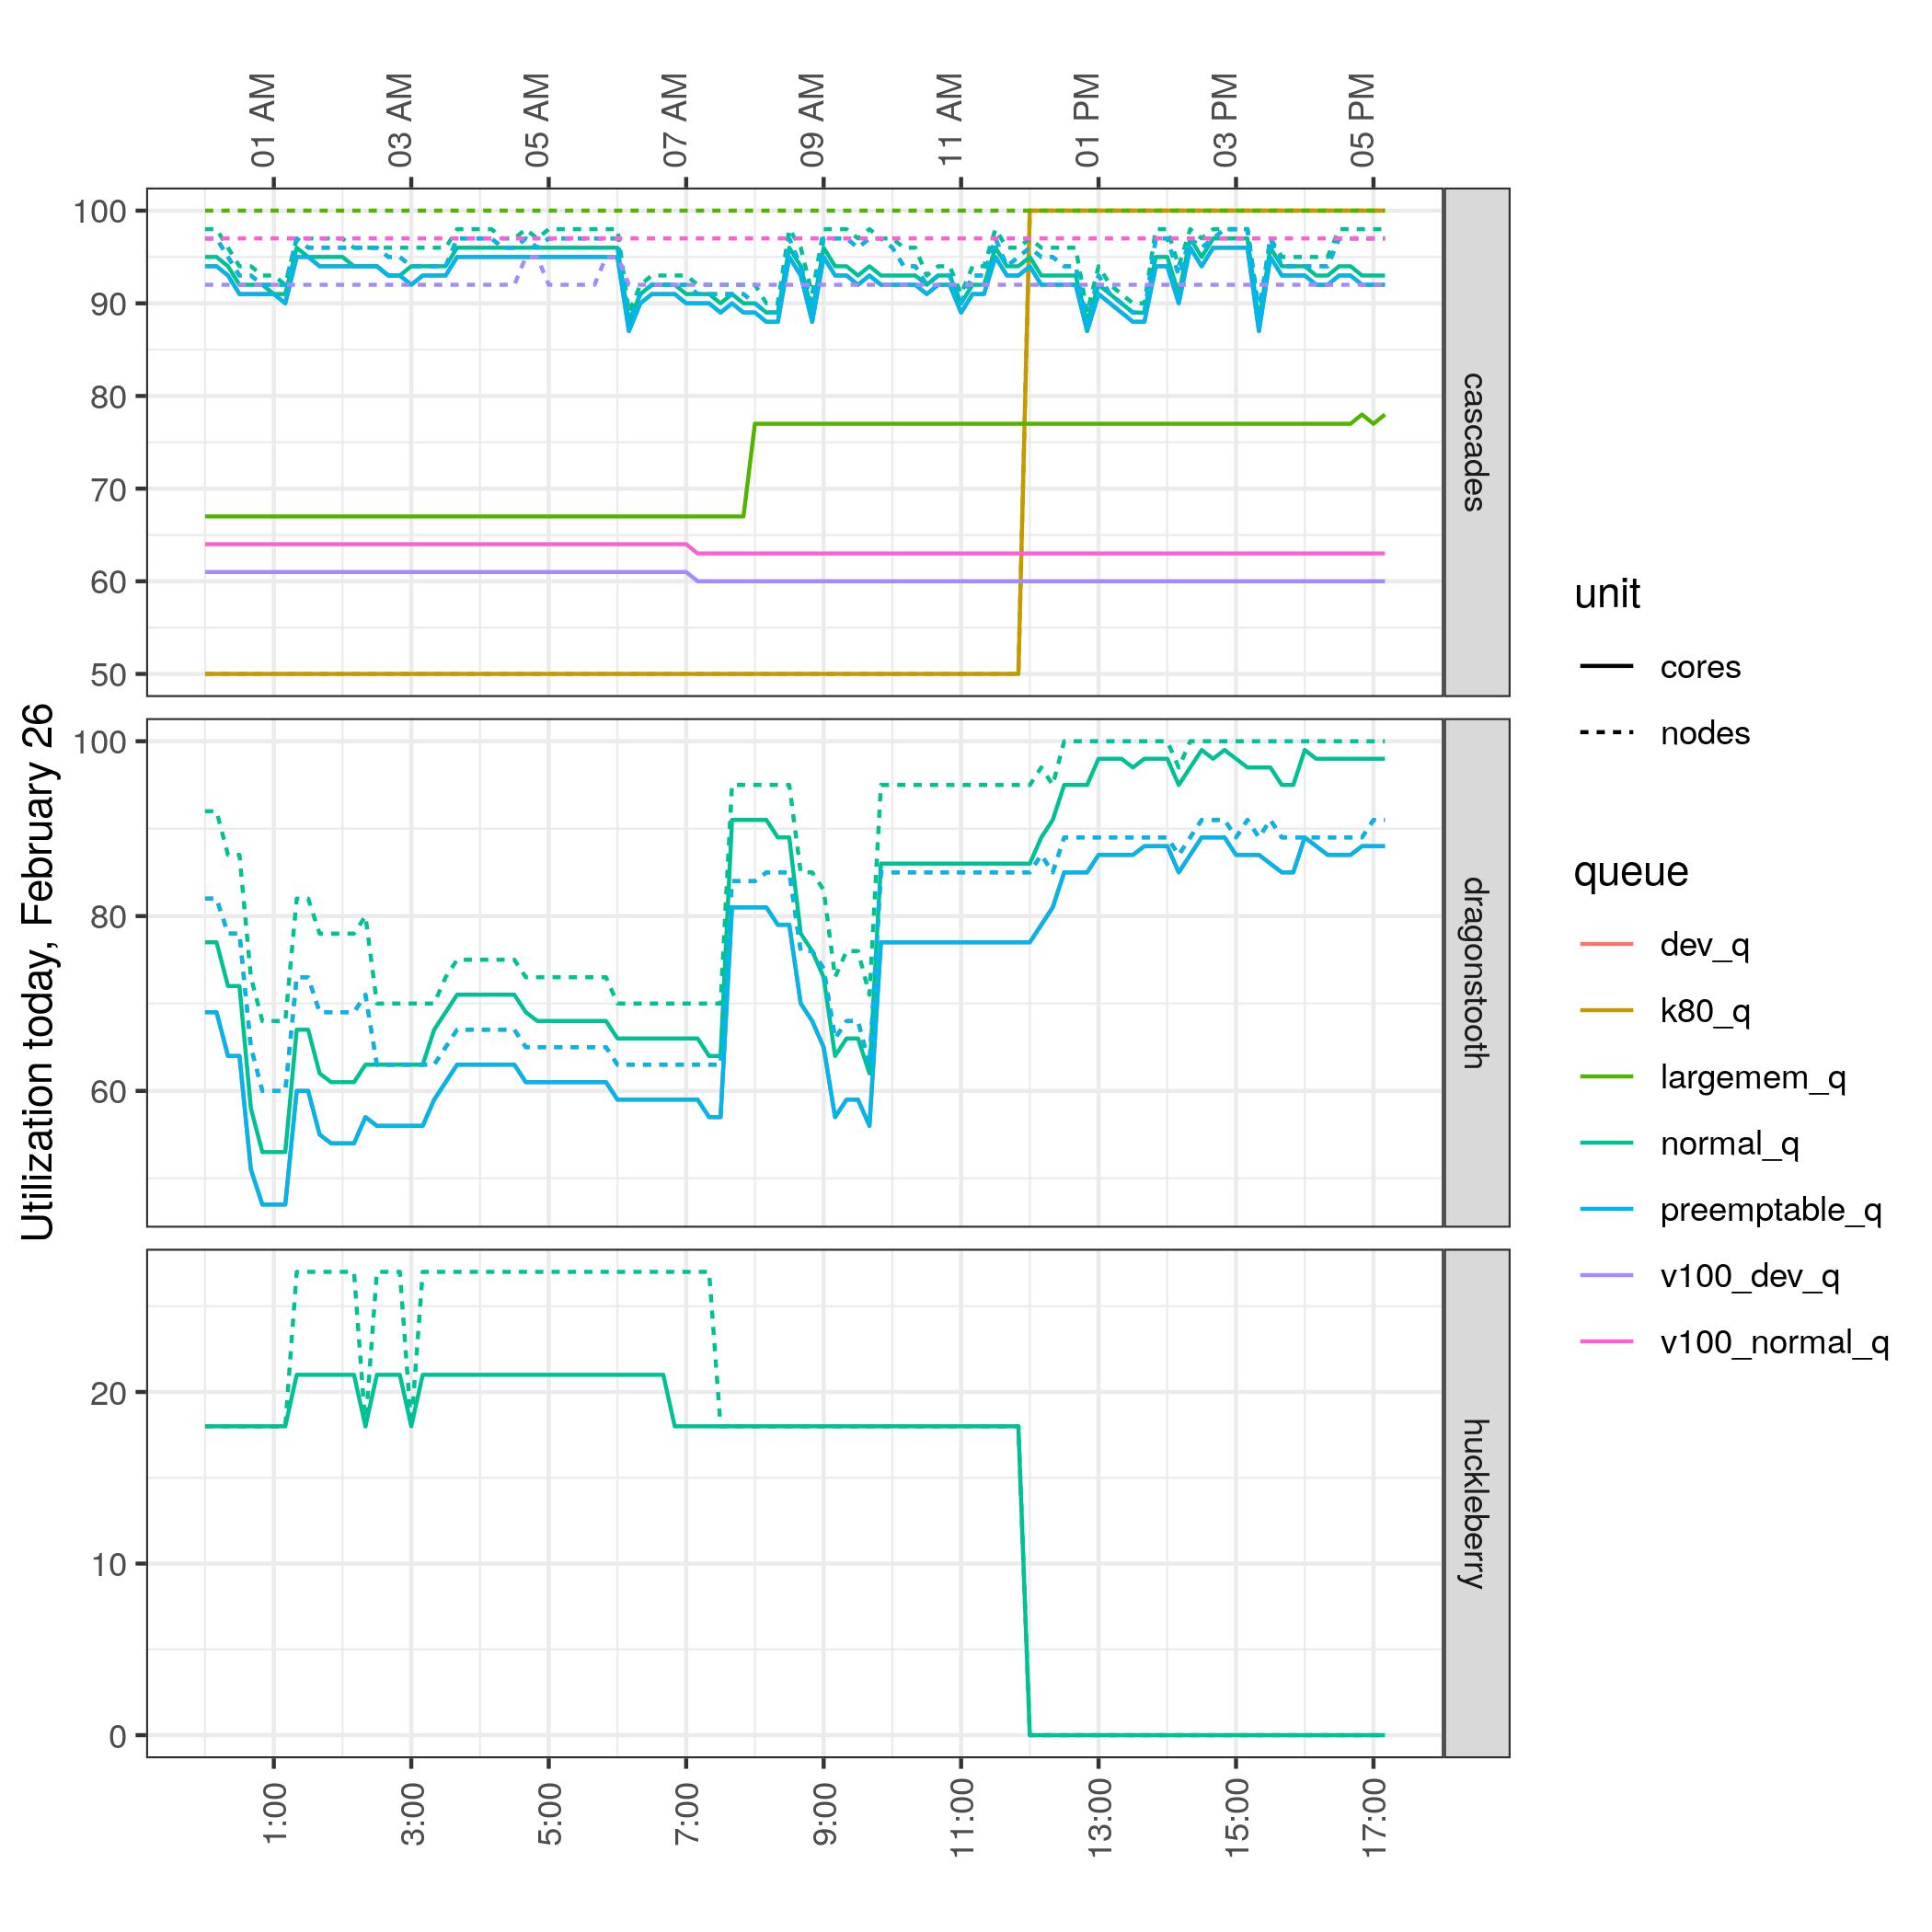 01 AM
03 AM
05 AM
07 AM
09 AM
11 AM
01 PM
03 PM
05 PM
Utilization today, February 26
100
90
80
70
60
50
cascades
100
80
60
dragonstooth
20
10
0
huckleberry
1:00
3:00
5:00
7:00
9:00
11:00
13:00
15:00
17:00
unit
cores
nodes
queue
dev_q
k80_q
largemem_q
normal_q
preemptable_q
v100_dev_q
v100_normal_q